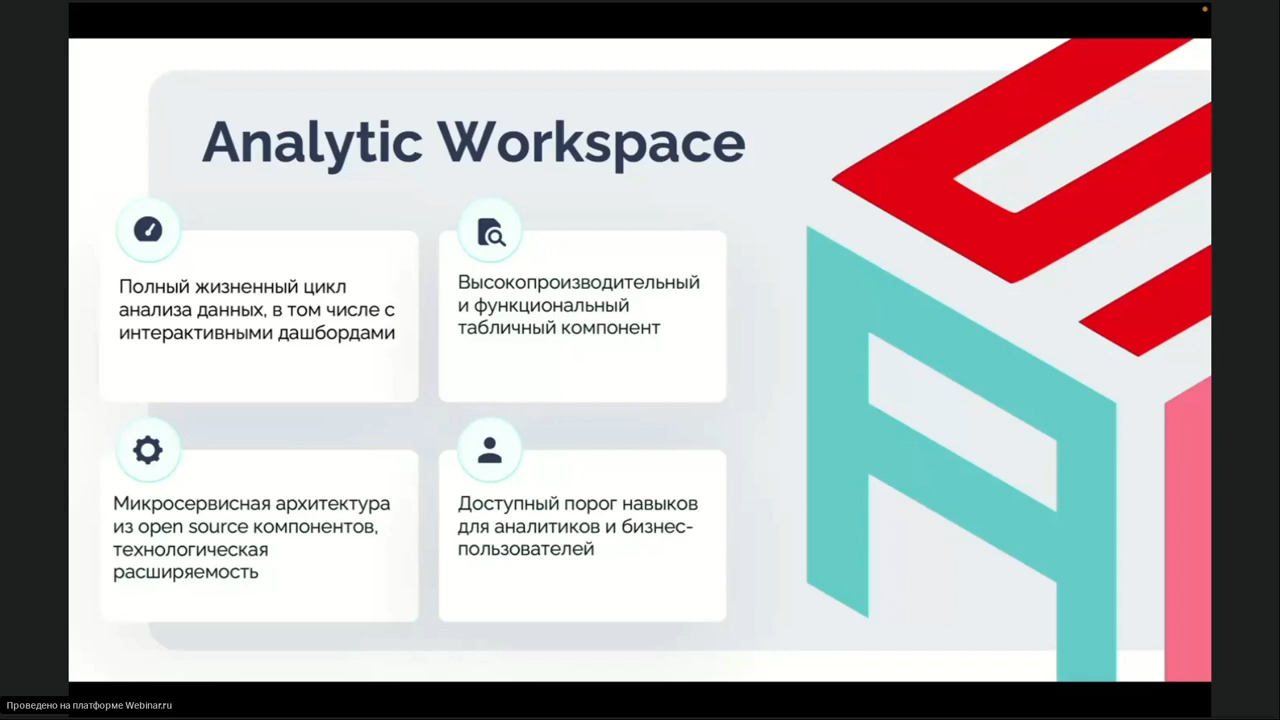 Analytic Workspace
Полный жизненный цикл
анализа данных, в том числе с
интерактивными дашбордами
Высокопроизводительный
и функциональный
табличный компонент
Микросервисная архитектура
из open source компонентов,
технологическая
расширяемость
Доступный порог навыков
для аналитиков и бизнес-
пользователей
Проведено на платформе Webinar.ru